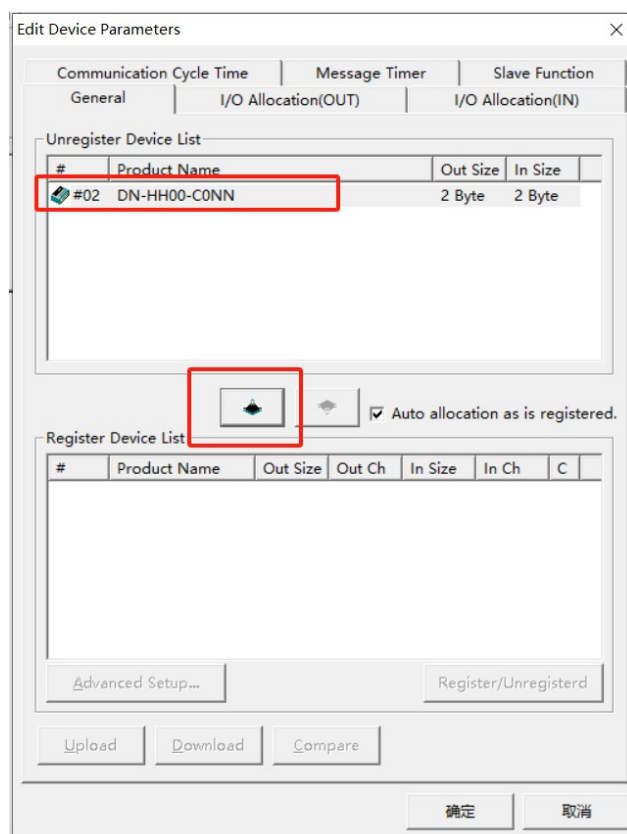 Edit Device Parameters
Communication Cycle Time Message Timer Slave Function
General I/O Allocation(OUT) I/O Allocation(IN)
Unregister Device List
# Product Name Out Size In Size
#02 DN-HH00-C0NN 2 Byte 2 Byte
Auto allocation as is registered.
Register Device List
# Product Name Out Size Out Ch In Size In Ch C
Advanced Setup... Register/Unregisterd
Upload Download Compare
确定 取消